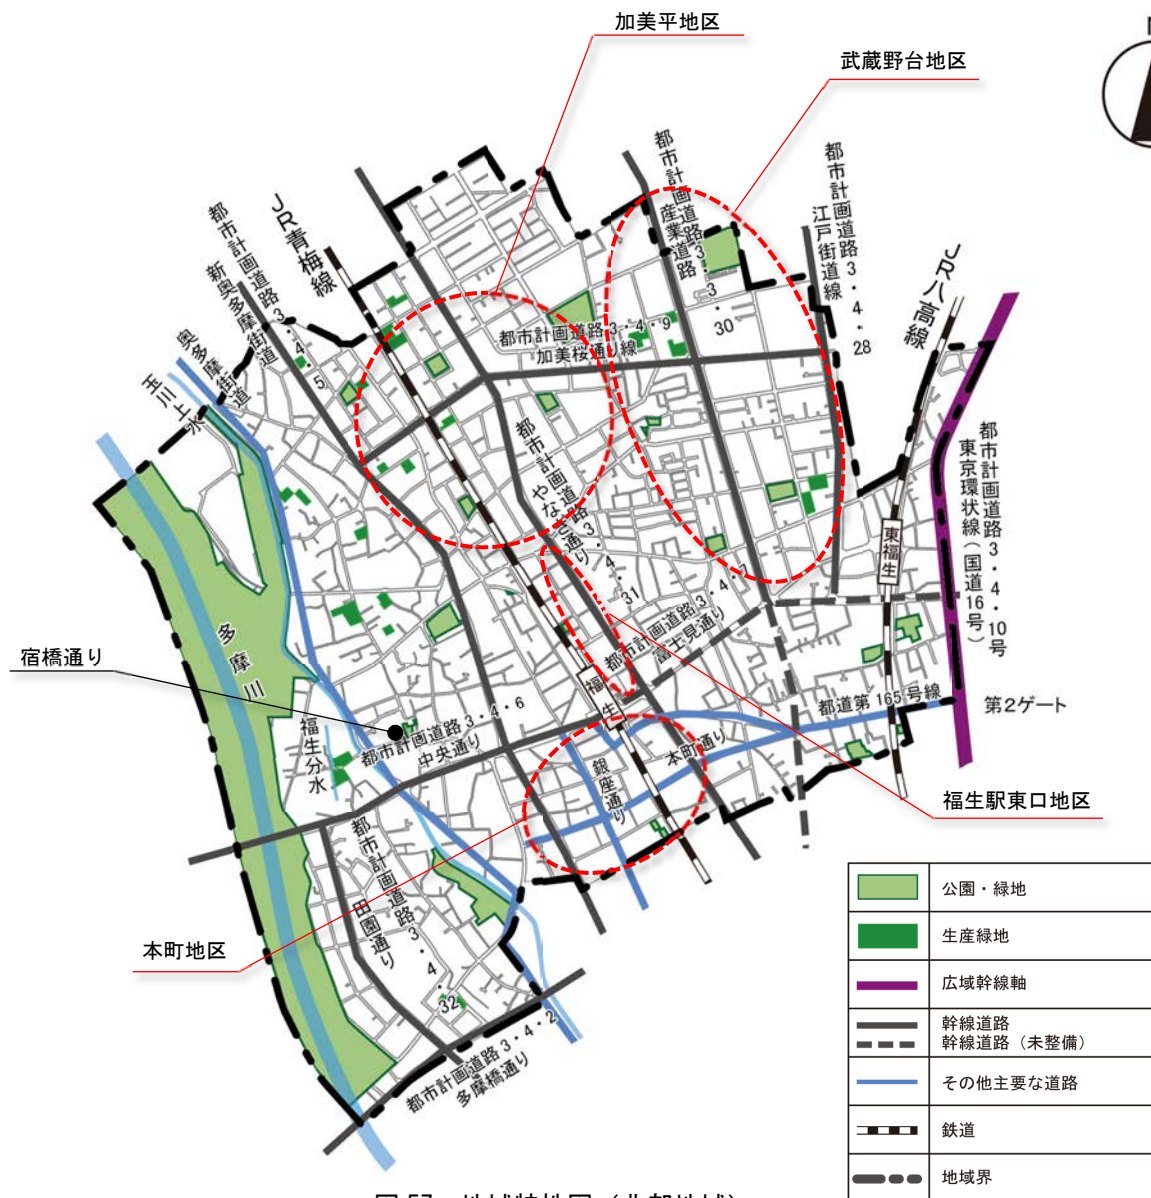 加美平地区
武蔵野台地区
N
都市計画道路3・3・30
産業道路
都市計画道路3・4・28
江戸街道線
JR青梅線
都市計画道路3・4・5
新奥多摩街道
奥多摩街道
玉川上水
JR八高線
都市計画道路3・4・9
加美桜通り線
都市計画道路3・4・31
やなぎ通り
都市計画道路3・4・10号
東京環状線(国道16号)
東福生
都市計画道路3・4・7
富士見通り
多摩川
宿橋通り
福生
都道第165号線
第2ゲート
福生分水
都市計画道路3・4・6
中央通り
本町通り
銀座通り
福生駅東口地区
都市計画道路3・4・32
田園通り
本町地区
都市計画道路3・4・2
多摩橋通り
公園・緑地
生産緑地
広域幹線軸
幹線道路
幹線道路(未整備)
その他主要な道路
鉄道
地域界